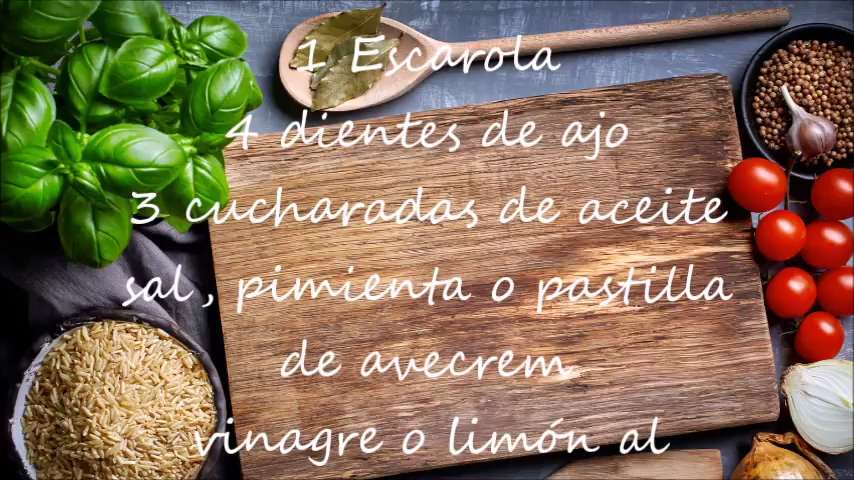 1 Escarola
4 dientes de ajo
3 cucharadas de aceite
sal, pimienta o pastilla
de avecrem
vinagre o limón al